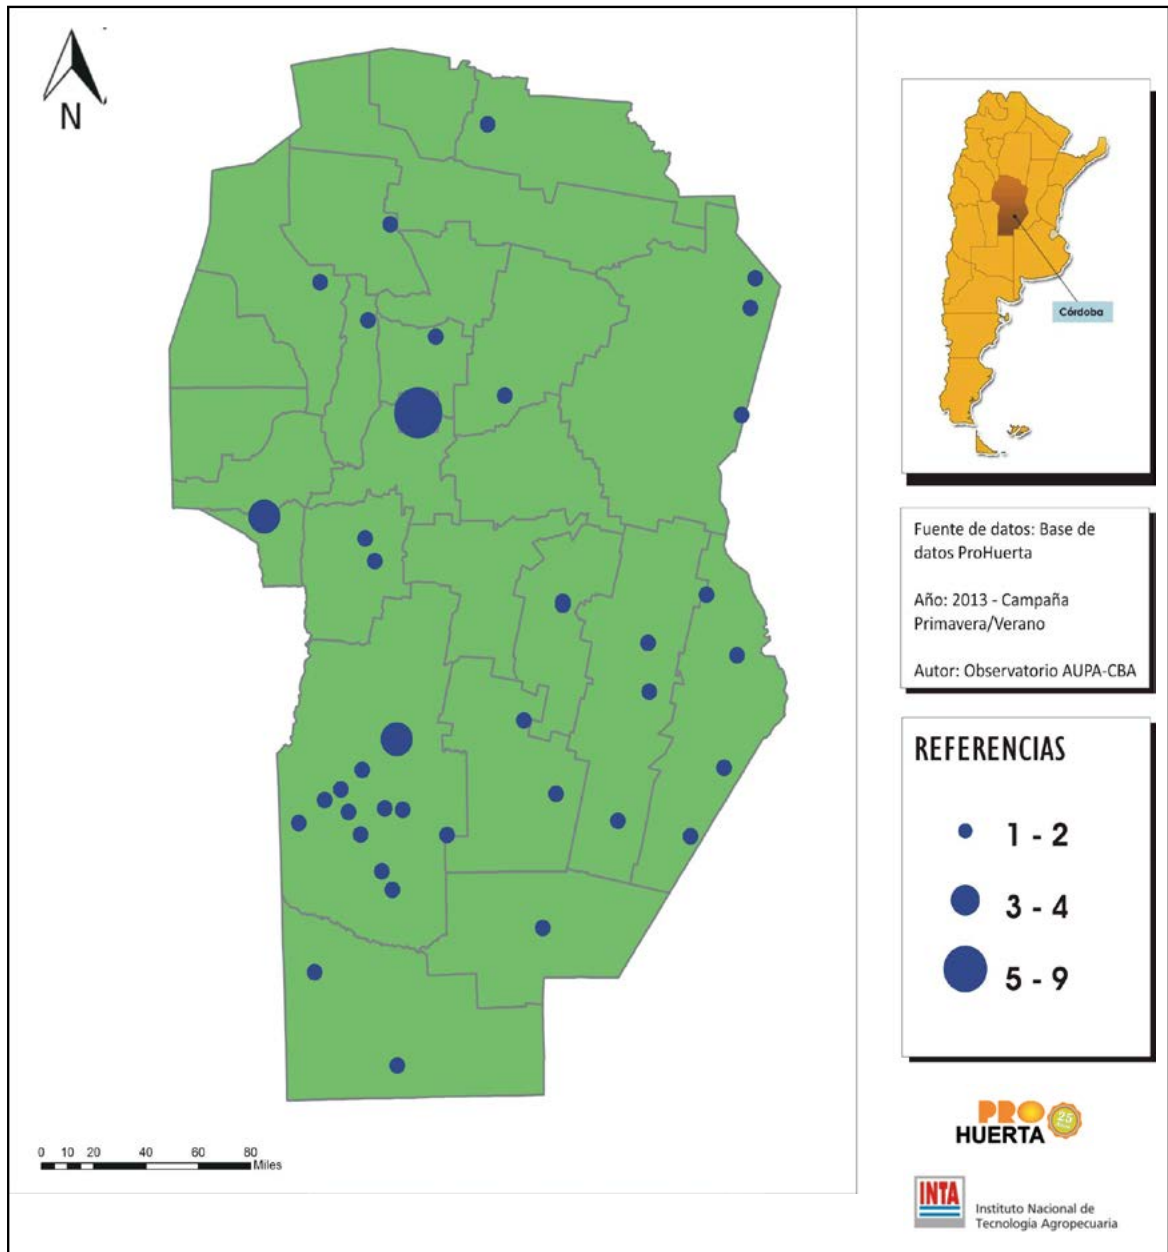 N
Córdoba
Fuente de datos: Base de
datos ProHuerta
Año: 2013 - Campaña
Primavera/Verano
Autor: Observatorio AUPA-CBA
REFERENCIAS
1 - 2
3 - 4
5 - 9
0 10 20 40 60 80
Miles
PRO
HUERTA
25
INTA
Instituto Nacional de
Tecnología Agropecuaria